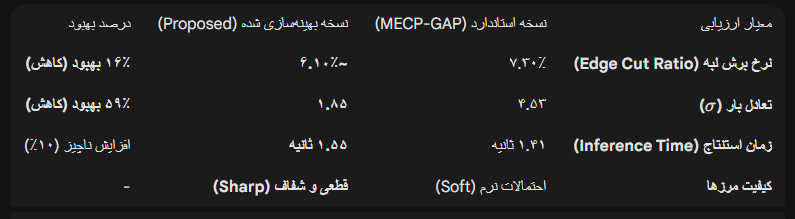 معیار ارزیابی نسخه استاندارد (MECP-GAP) نسخه بهینه‌سازی شده (Proposed) درصد بهبود
نرخ برش لبه (Edge Cut Ratio) ۷.۳۰٪ ~۶.۱۰٪ ۱۶٪ بهبود (کاهش)
تعادل بار (σ) ۴.۵۳ ۱.۸۵ ۵۹٪ بهبود (کاهش)
زمان استنتاج (Inference Time) ۱.۴۱ ثانیه ۱.۵۵ ثانیه افزایش ناچیز (۱۰٪)
کیفیت مرزها احتمالات نرم (Soft) قطعی و شفاف (Sharp) -